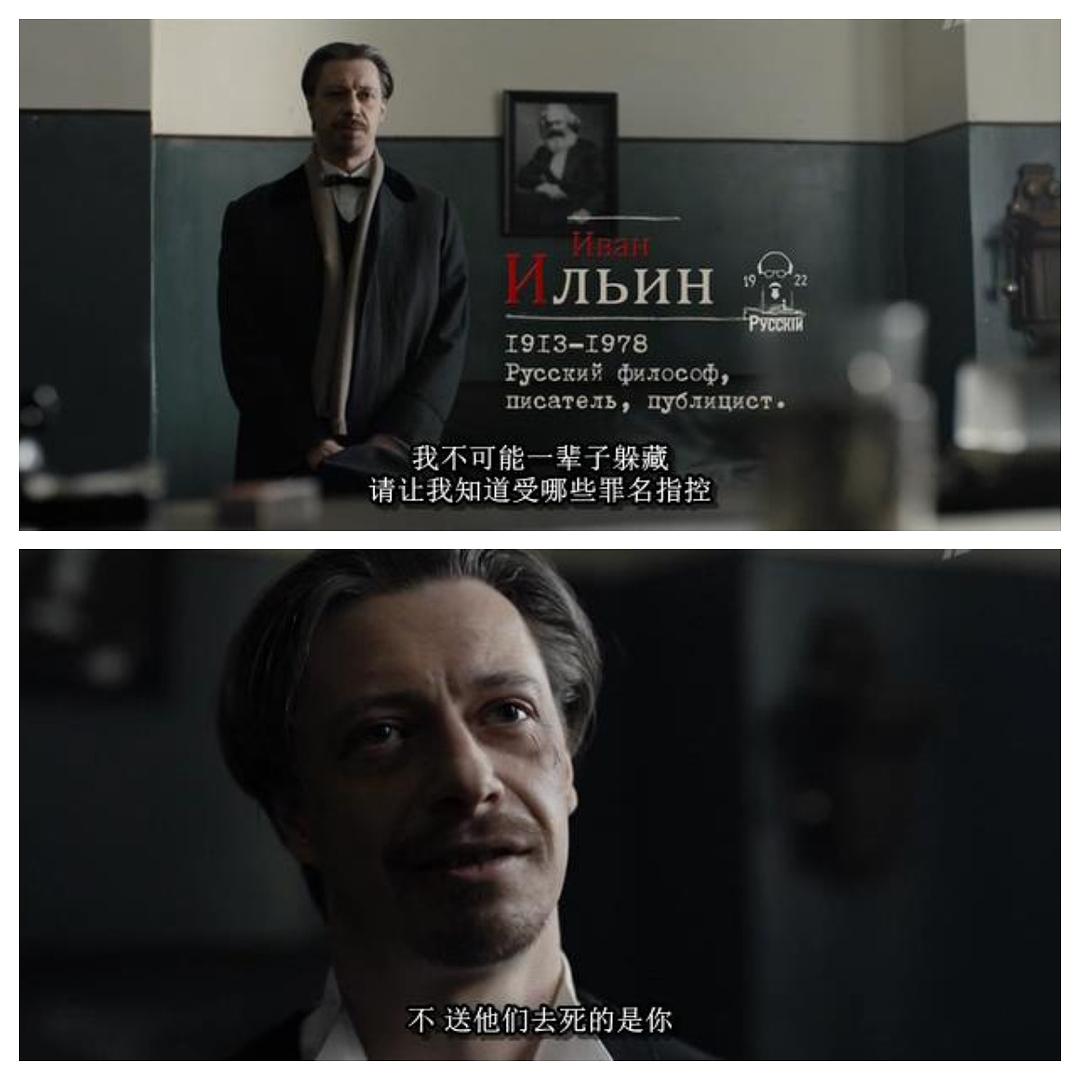 Иван
Ильин
19 22
Русскій
1913-1978
Русский философ,
писатель, публицист.
我不可能一辈子躲藏
请让我知道受哪些罪名指控
不 送他们去死的是你